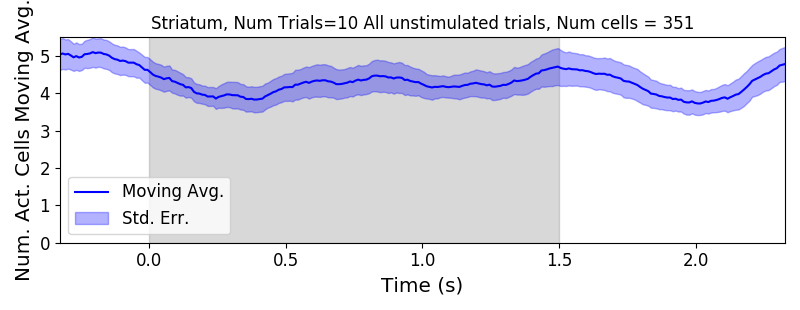 Striatum, Num Trials=10 All unstimulated trials, Num cells = 351
Num. Act. Cells Moving Avg.
5
4
3
2
1
0
Moving Avg.
Std. Err.
0.0 0.5 1.0 1.5 2.0
Time (s)